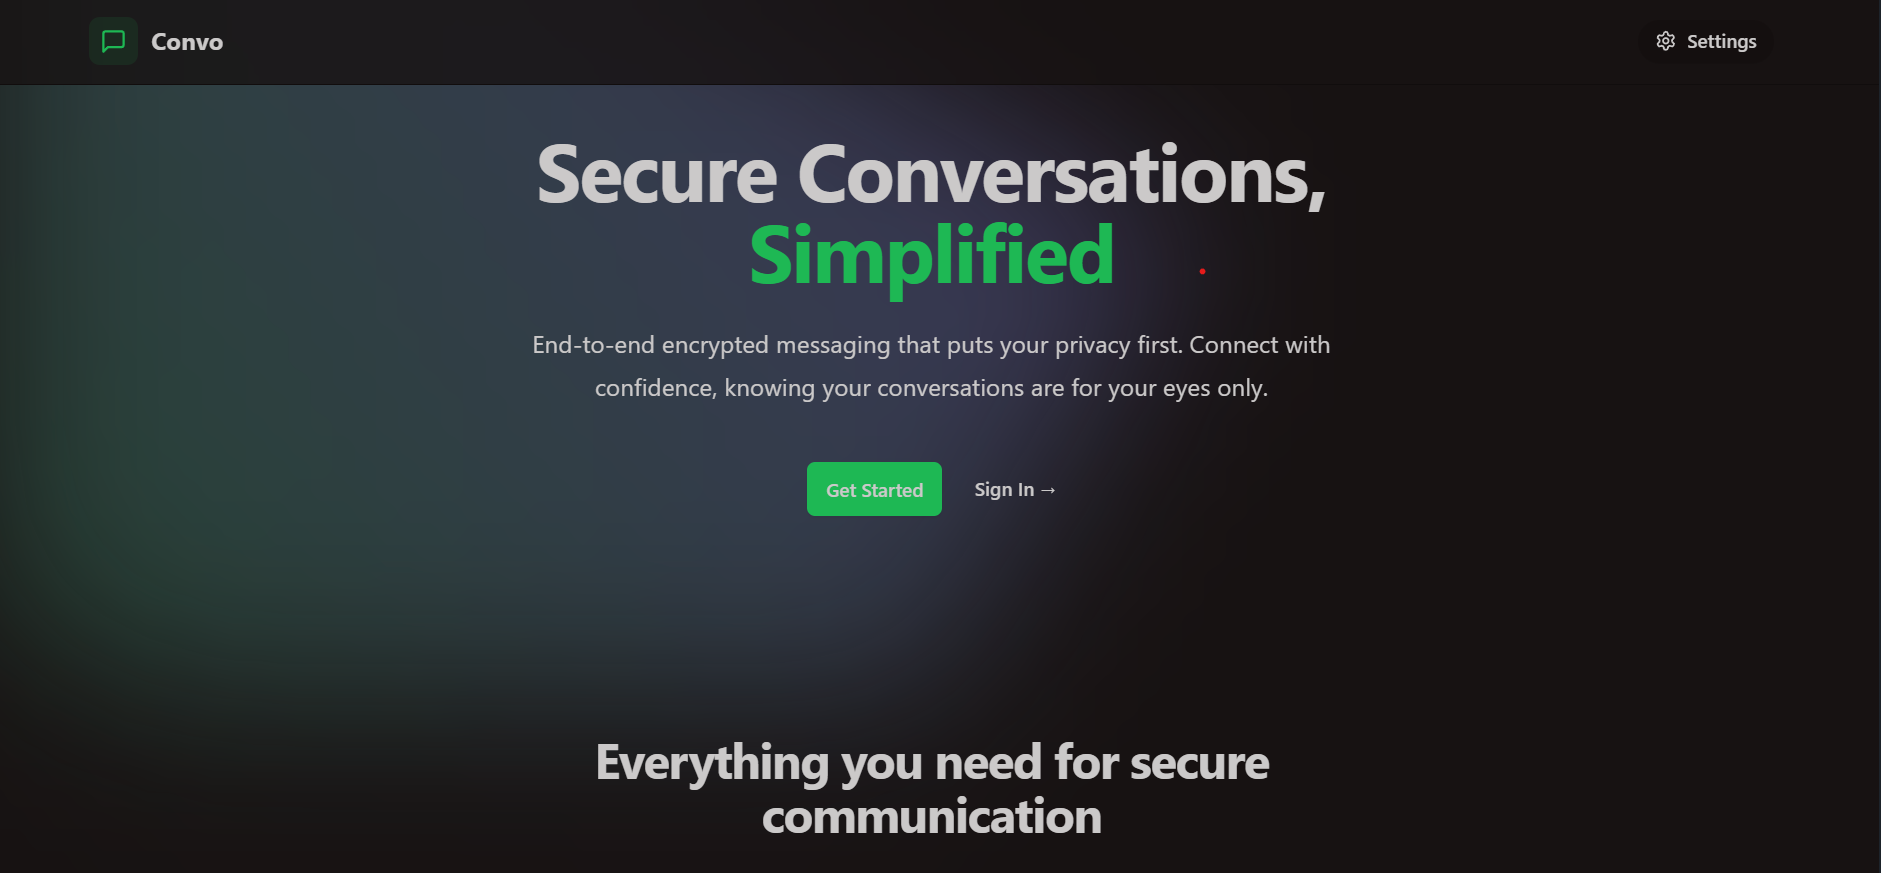 Convo
Settings
Secure Conversations,
Simplified
End-to-end encrypted messaging that puts your privacy first. Connect with
confidence, knowing your conversations are for your eyes only.
Get Started
Sign In →
Everything you need for secure
communication